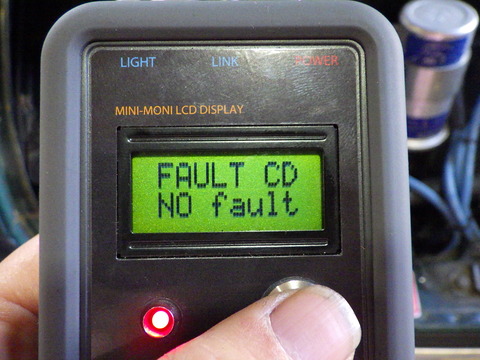 LIGHT LINK POWER
MINI-MONI LCD DISPLAY
FAULT CD
NO fault